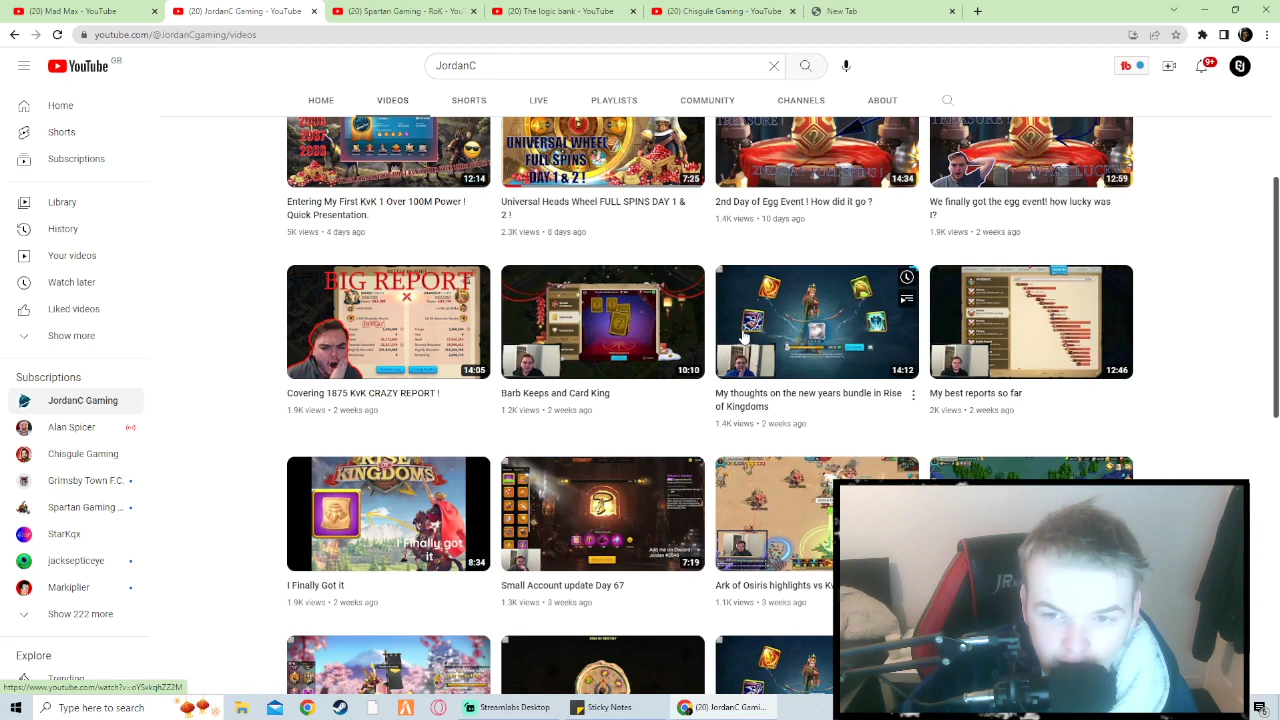 (20) Mad Max - YouTube
(20) JordanC Gaming - YouTube
(20) Spartan Gaming - RoK - You
(20) The logic bank - YouTube
(20) Chisgule Gaming - YouTube
New Tab
youtube.com/@JordanCgaming/videos
YouTube GB
JordanC
9+
HOME
VIDEOS
SHORTS
LIVE
PLAYLISTS
COMMUNITY
CHANNELS
ABOUT
Home
Shorts
Subscriptions
Library
History
Your videos
Watch later
Liked videos
Show more
Subscriptions
JordanC Gaming
Alan Spicer
Chisgule Gaming
Grimsby Town F.C.
Spartan Gaming ...
StarKqx
jacksepticeye
Markiplier
Show 222 more
Explore
Trending
UNIVERSAL WHEEL
FULL SPINS
DAY 1 & 2 !
12:14
7:25
14:34
12:59
Entering My First KvK 1 Over 100M Power !
Quick Presentation.
5K views • 4 days ago
Universal Heads Wheel FULL SPINS DAY 1 &
2 !
2.3K views • 8 days ago
2nd Day of Egg Event ! How did it go ?
1.4K views • 10 days ago
We finally got the egg event! how lucky was
I?
1.9K views • 2 weeks ago
BIG REPORT
14:05
10:10
14:12
12:46
Covering 1875 KvK CRAZY REPORT !
1.9K views • 2 weeks ago
Barb Keeps and Card King
1.2K views • 2 weeks ago
My thoughts on the new years bundle in Rise
of Kingdoms
1.4K views • 2 weeks ago
My best reports so far
2K views • 2 weeks ago
KINGDOMS
I Finally got
it
8:34
7:19
I Finally Got it
1.9K views • 2 weeks ago
Small Account update Day 67
1.3K views • 3 weeks ago
Ark of Osiris highlights vs Kv
1.1K views • 3 weeks ago
https://www.youtube.com/watch?v=oYSxkqhZZ2M
Type here to search
Streamlabs Desktop
Sticky Notes
(20) JordanC Gami...